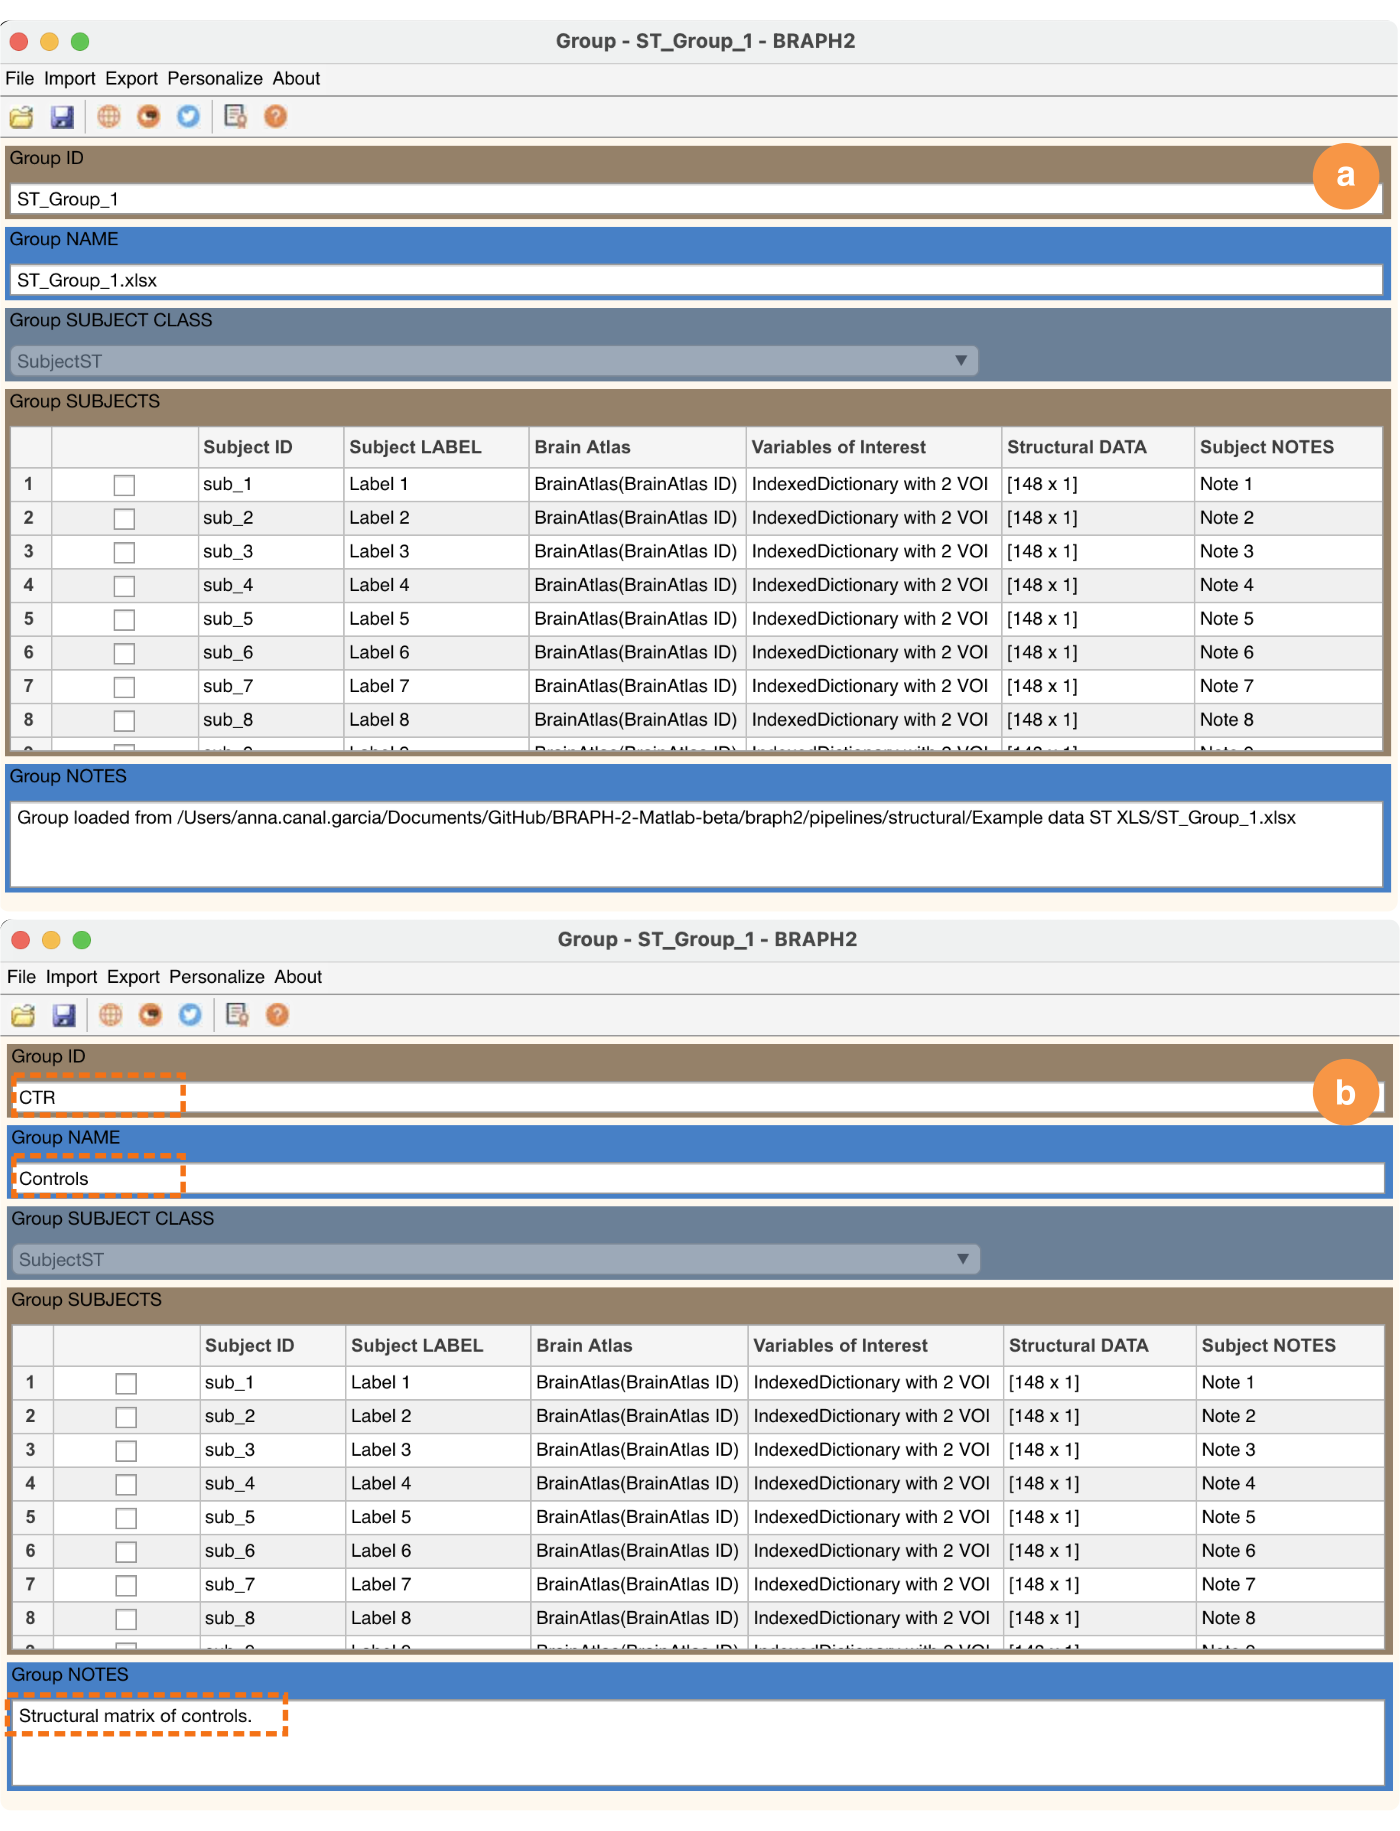 Group - ST_Group_1 - BRAPH2
File Import Export Personalize About
Group ID
a
ST_Group_1
Group NAME
ST_Group_1.xlsx
Group SUBJECT CLASS
SubjectST
Group SUBJECTS
Subject ID Subject LABEL Brain Atlas Variables of Interest Structural DATA Subject NOTES
1 sub_1 Label 1 BrainAtlas(BrainAtlas ID) IndexedDictionary with 2 VOI [148 x 1] Note 1
2 sub_2 Label 2 BrainAtlas(BrainAtlas ID) IndexedDictionary with 2 VOI [148 x 1] Note 2
3 sub_3 Label 3 BrainAtlas(BrainAtlas ID) IndexedDictionary with 2 VOI [148 x 1] Note 3
4 sub_4 Label 4 BrainAtlas(BrainAtlas ID) IndexedDictionary with 2 VOI [148 x 1] Note 4
5 sub_5 Label 5 BrainAtlas(BrainAtlas ID) IndexedDictionary with 2 VOI [148 x 1] Note 5
6 sub_6 Label 6 BrainAtlas(BrainAtlas ID) IndexedDictionary with 2 VOI [148 x 1] Note 6
7 sub_7 Label 7 BrainAtlas(BrainAtlas ID) IndexedDictionary with 2 VOI [148 x 1] Note 7
8 sub_8 Label 8 BrainAtlas(BrainAtlas ID) IndexedDictionary with 2 VOI [148 x 1] Note 8
Group NOTES
Group loaded from /Users/anna.canal.garcia/Documents/GitHub/BRAPH-2-Matlab-beta/braph2/pipelines/structural/Example data ST XLS/ST_Group_1.xlsx
Group - ST_Group_1 - BRAPH2
File Import Export Personalize About
Group ID
b
CTR
Group NAME
Controls
Group SUBJECT CLASS
SubjectST
Group SUBJECTS
Subject ID Subject LABEL Brain Atlas Variables of Interest Structural DATA Subject NOTES
1 sub_1 Label 1 BrainAtlas(BrainAtlas ID) IndexedDictionary with 2 VOI [148 x 1] Note 1
2 sub_2 Label 2 BrainAtlas(BrainAtlas ID) IndexedDictionary with 2 VOI [148 x 1] Note 2
3 sub_3 Label 3 BrainAtlas(BrainAtlas ID) IndexedDictionary with 2 VOI [148 x 1] Note 3
4 sub_4 Label 4 BrainAtlas(BrainAtlas ID) IndexedDictionary with 2 VOI [148 x 1] Note 4
5 sub_5 Label 5 BrainAtlas(BrainAtlas ID) IndexedDictionary with 2 VOI [148 x 1] Note 5
6 sub_6 Label 6 BrainAtlas(BrainAtlas ID) IndexedDictionary with 2 VOI [148 x 1] Note 6
7 sub_7 Label 7 BrainAtlas(BrainAtlas ID) IndexedDictionary with 2 VOI [148 x 1] Note 7
8 sub_8 Label 8 BrainAtlas(BrainAtlas ID) IndexedDictionary with 2 VOI [148 x 1] Note 8
Group NOTES
Structural matrix of controls.